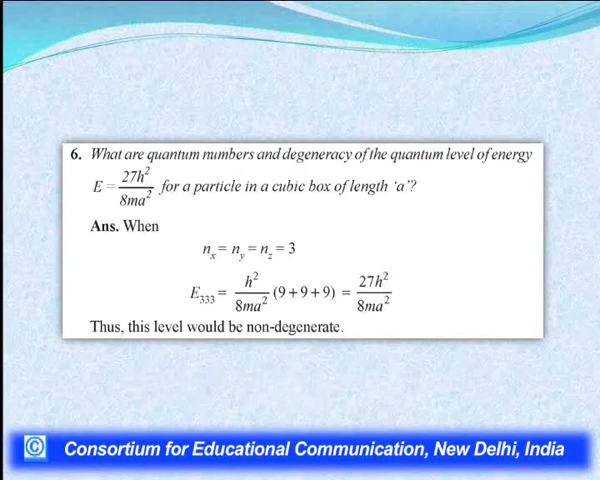 6. What are quantum numbers and degeneracy of the quantum level of energy
E = 27h²/8ma² for a particle in a cubic box of length ‘a’?
Ans. When
nₓ = n_y = n_z = 3
E₃₃₃ = h²/8ma² (9+9+9) = 27h²/8ma²
Thus, this level would be non-degenerate.
© Consortium for Educational Communication, New Delhi, India